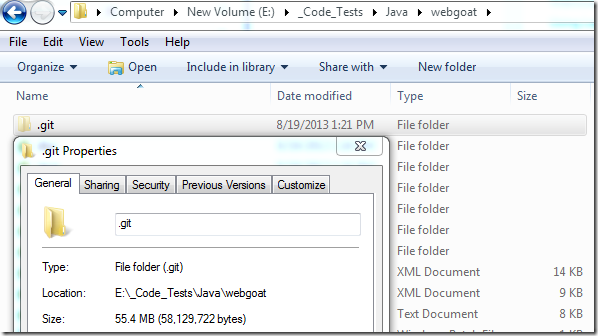 Computer New Volume (E:) _Code_Tests Java webgoat
File Edit View Tools Help
Organize Open Include in library Share with New folder
Name Date modified Type Size
.git 8/19/2013 1:21 PM File folder
.git Properties File folder
File folder
General Sharing Security Previous Versions Customize File folder
File folder
.git File folder
File folder
Type: File folder (.git) XML Document 14 KB
Location: E:\_Code_Tests\Java\webgoat XML Document 9 KB
Size: 55.4 MB (58,129,722 bytes) Text Document 8 KB